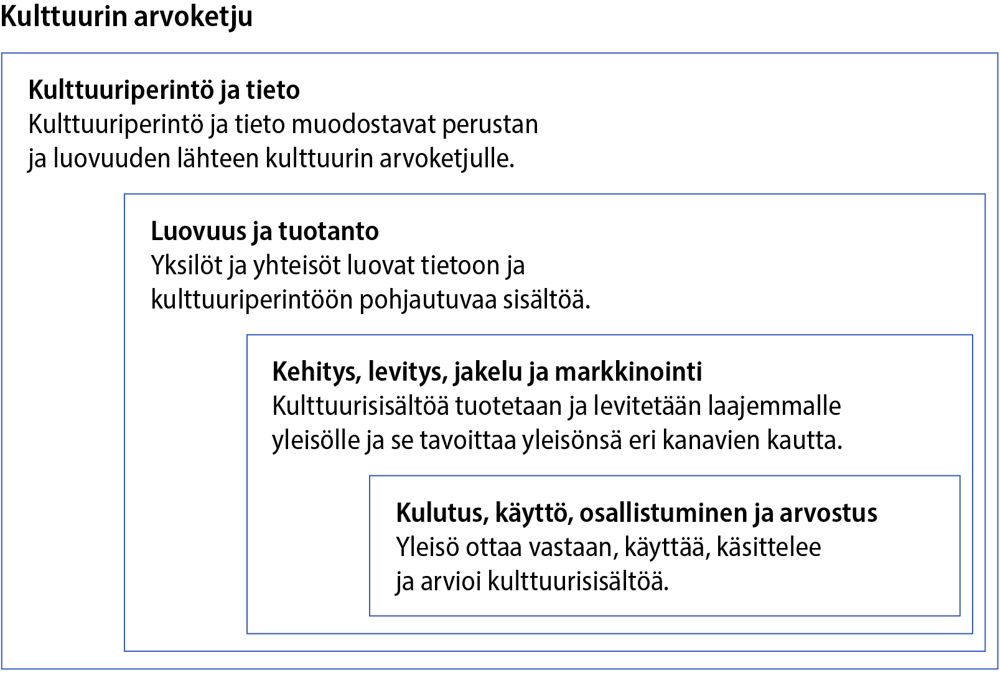 Kulttuurin arvoketju
Kulttuuriperintö ja tieto
Kulttuuriperintö ja tieto muodostavat perustan
ja luovuuden lähteen kulttuurin arvoketjulle.
Luovuus ja tuotanto
Yksilöt ja yhteisöt luovat tietoon ja
kulttuuriperintöön pohjautuvaa sisältöä.
Kehitys, levitys, jakelu ja markkinointi
Kulttuurisisältöä tuotetaan ja levitetään laajemmalle
yleisölle ja se tavoittaa yleisönsä eri kanavien kautta.
Kulutus, käyttö, osallistuminen ja arvostus
Yleisö ottaa vastaan, käyttää, käsittelee
ja arvioi kulttuurisisältöä.